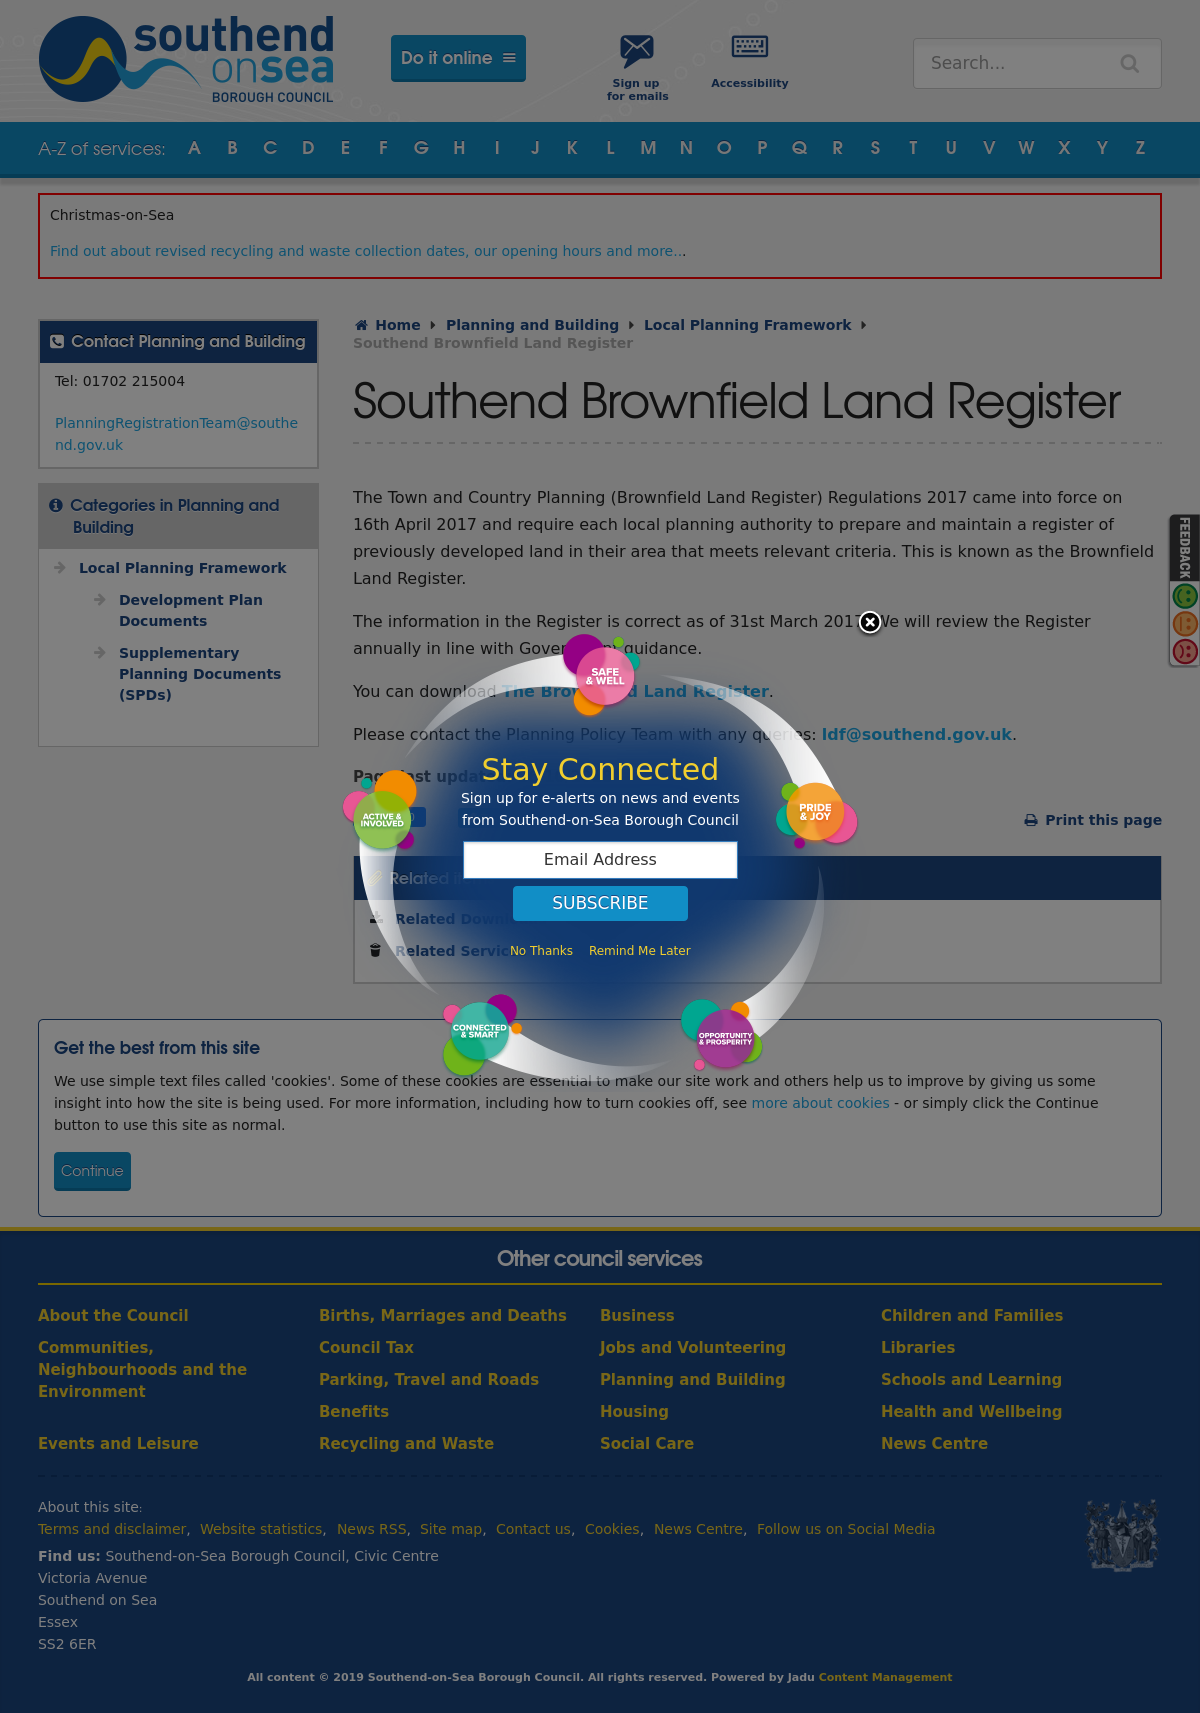 southend
onsea
BOROUGH COUNCIL
Do it online
Sign up
for emails
Accessibility
Search...
A-Z of services: A B C D E F G H I J K L M N O P Q R S T U V W X Y Z
Christmas-on-Sea
Find out about revised recycling and waste collection dates, our opening hours and more...
Contact Planning and Building
Tel: 01702 215004
PlanningRegistrationTeam@southe
nd.gov.uk
Categories in Planning and
Building
Local Planning Framework
Development Plan
Documents
Supplementary
Planning Documents
(SPDs)
Home Planning and Building Local Planning Framework
Southend Brownfield Land Register
Southend Brownfield Land Register
The Town and Country Planning (Brownfield Land Register) Regulations 2017 came into force on
16th April 2017 and require each local planning authority to prepare and maintain a register of
previously developed land in their area that meets relevant criteria. This is known as the Brownfield
Land Register.
The information in the Register is correct as of 31st March 2017. We will review the Register
annually in line with guidance.
You can download The Land Register.
Please contact the Planning Policy Team with any queries: ldf@southend.gov.uk.
Page last
Print this page
Related
Related
Related
FEEDBACK
SAFE
& WELL
PRIDE
& JOY
OPPORTUNITY
& PROSPERITY
CONNECTED
& SMART
ACTIVE &
INVOLVED
Stay Connected
Sign up for e-alerts on news and events
from Southend-on-Sea Borough Council
Email Address
SUBSCRIBE
No Thanks Remind Me Later
Get the best from this site
We use simple text files called 'cookies'. Some of these cookies are essential to make our site work and others help us to improve by giving us some
insight into how the site is being used. For more information, including how to turn cookies off, see more about cookies - or simply click the Continue
button to use this site as normal.
Continue
Other council services
About the Council
Births, Marriages and Deaths
Business
Children and Families
Communities,
Neighbourhoods and the
Environment
Council Tax
Jobs and Volunteering
Libraries
Parking, Travel and Roads
Planning and Building
Schools and Learning
Benefits
Housing
Health and Wellbeing
Events and Leisure
Recycling and Waste
Social Care
News Centre
About this site:
Terms and disclaimer, Website statistics, News RSS, Site map, Contact us, Cookies, News Centre, Follow us on Social Media
Find us: Southend-on-Sea Borough Council, Civic Centre
Victoria Avenue
Southend on Sea
Essex
SS2 6ER
All content © 2019 Southend-on-Sea Borough Council. All rights reserved. Powered by Jadu Content Management